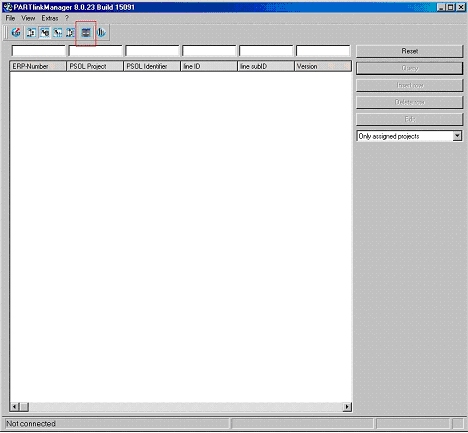 PARTlinkManager 8.0.23 Build 15091
File View Extras ?
Reset
ERP-Number PSOL Project PSOL Identifier line ID line subID Version
Query
Insert row
Delete row
Edit
Only assigned projects
Not connected